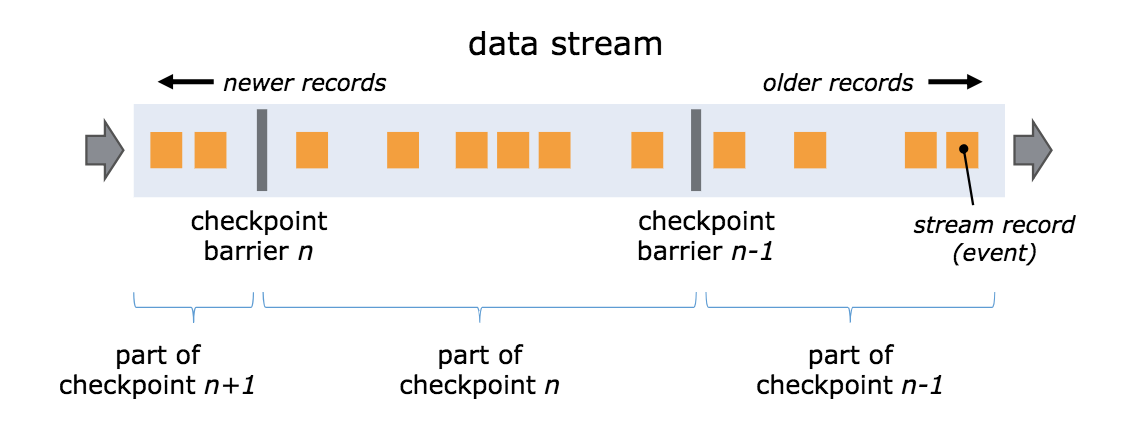 data stream
newer records
older records
checkpoint
barrier n
checkpoint
barrier n-1
stream record
(event)
part of
checkpoint n+1
part of
checkpoint n
part of
checkpoint n-1